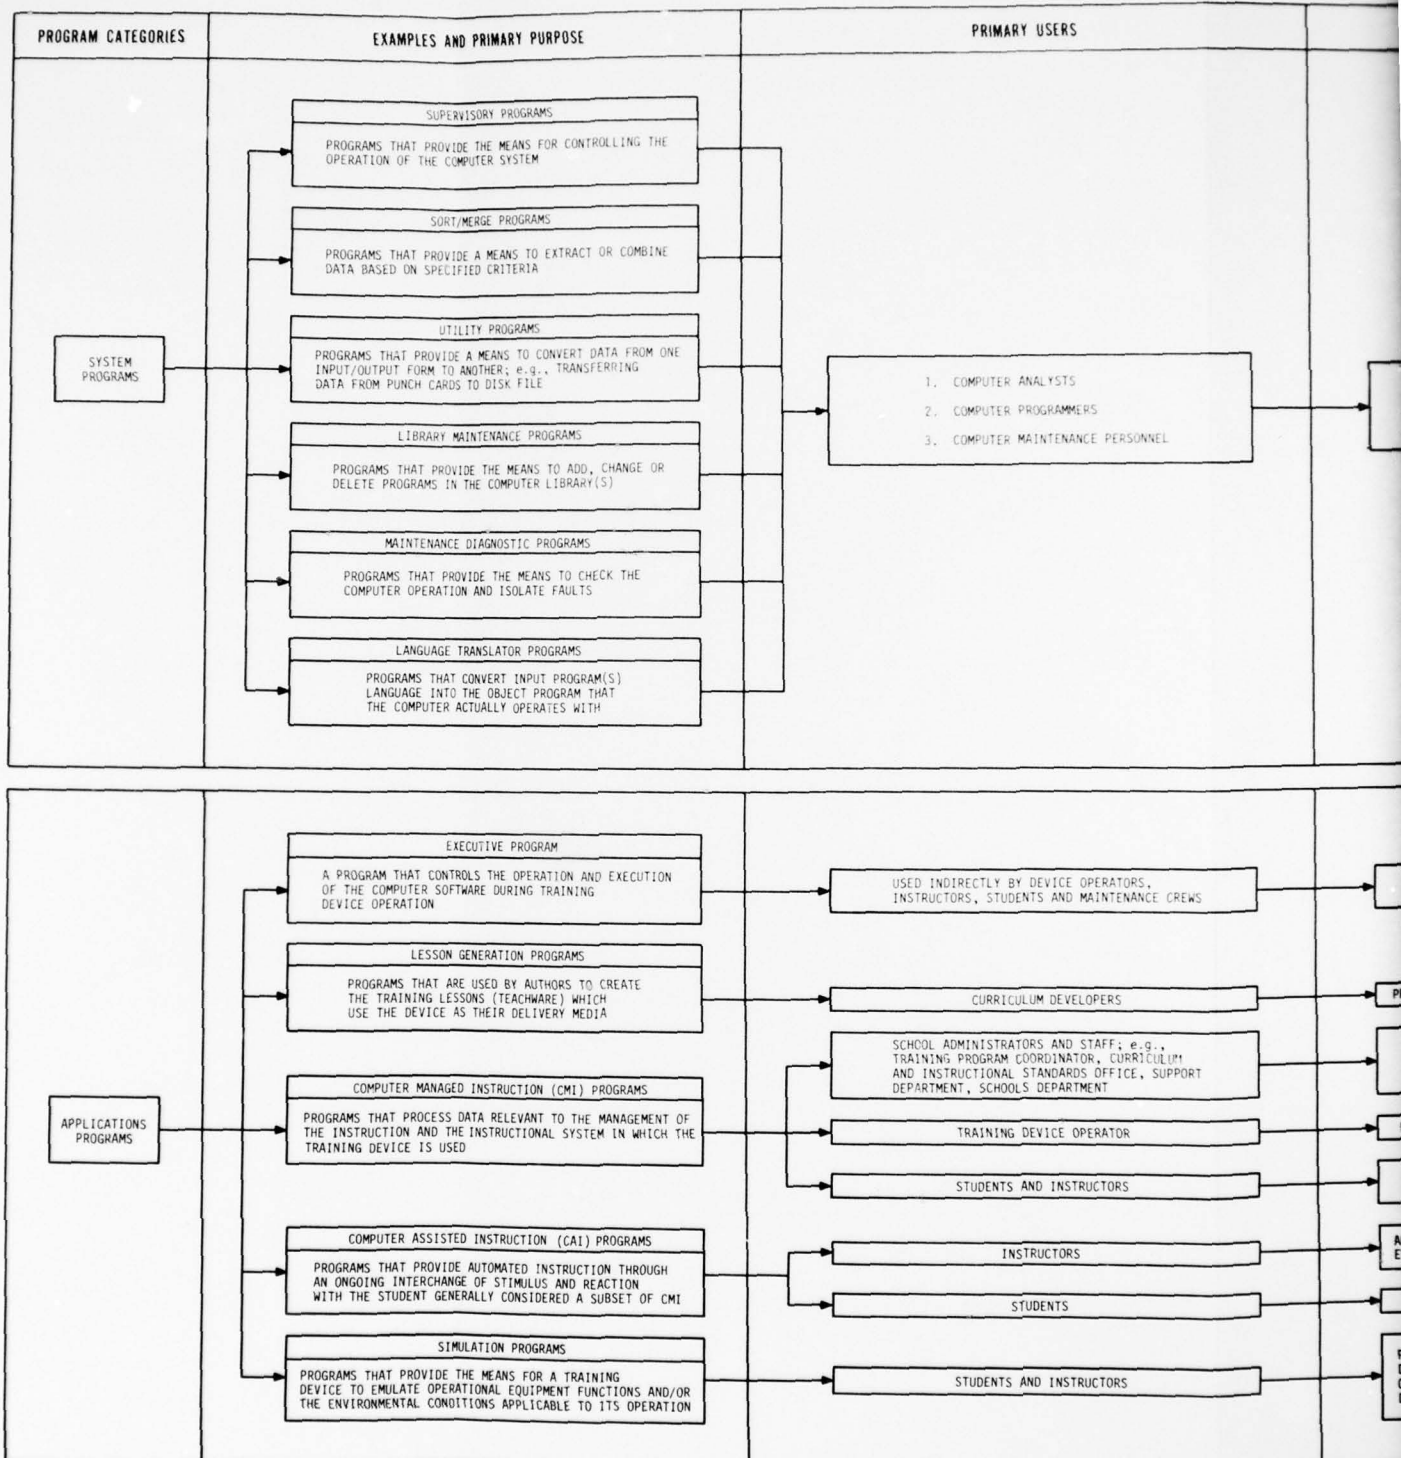 PROGRAM CATEGORIES
EXAMPLES AND PRIMARY PURPOSE
PRIMARY USERS
SYSTEM
PROGRAMS
SUPERVISORY PROGRAMS
PROGRAMS THAT PROVIDE THE MEANS FOR CONTROLLING THE
OPERATION OF THE COMPUTER SYSTEM
SORT/MERGE PROGRAMS
PROGRAMS THAT PROVIDE A MEANS TO EXTRACT OR COMBINE
DATA BASED ON SPECIFIED CRITERIA
UTILITY PROGRAMS
PROGRAMS THAT PROVIDE A MEANS TO CONVERT DATA FROM ONE
INPUT/OUTPUT FORM TO ANOTHER; e.g., TRANSFERRING
DATA FROM PUNCH CARDS TO DISK FILE
LIBRARY MAINTENANCE PROGRAMS
PROGRAMS THAT PROVIDE THE MEANS TO ADD, CHANGE OR
DELETE PROGRAMS IN THE COMPUTER LIBRARY(S)
MAINTENANCE DIAGNOSTIC PROGRAMS
PROGRAMS THAT PROVIDE THE MEANS TO CHECK THE
COMPUTER OPERATION AND ISOLATE FAULTS
LANGUAGE TRANSLATOR PROGRAMS
PROGRAMS THAT CONVERT INPUT PROGRAM(S)
LANGUAGE INTO THE OBJECT PROGRAM THAT
THE COMPUTER ACTUALLY OPERATES WITH
1. COMPUTER ANALYSTS
2. COMPUTER PROGRAMMERS
3. COMPUTER MAINTENANCE PERSONNEL
APPLICATIONS
PROGRAMS
EXECUTIVE PROGRAM
A PROGRAM THAT CONTROLS THE OPERATION AND EXECUTION
OF THE COMPUTER SOFTWARE DURING TRAINING
DEVICE OPERATION
USED INDIRECTLY BY DEVICE OPERATORS,
INSTRUCTORS, STUDENTS AND MAINTENANCE CREWS
LESSON GENERATION PROGRAMS
PROGRAMS THAT ARE USED BY AUTHORS TO CREATE
THE TRAINING LESSONS (TEACHWARE) WHICH
USE THE DEVICE AS THEIR DELIVERY MEDIA
CURRICULUM DEVELOPERS
COMPUTER MANAGED INSTRUCTION (CMI) PROGRAMS
PROGRAMS THAT PROCESS DATA RELEVANT TO THE MANAGEMENT OF
THE INSTRUCTION AND THE INSTRUCTIONAL SYSTEM IN WHICH THE
TRAINING DEVICE IS USED
SCHOOL ADMINISTRATORS AND STAFF; e.g.,
TRAINING PROGRAM COORDINATOR, CURRICULUM
AND INSTRUCTIONAL STANDARDS OFFICE, SUPPORT
DEPARTMENT, SCHOOLS DEPARTMENT
TRAINING DEVICE OPERATOR
STUDENTS AND INSTRUCTORS
COMPUTER ASSISTED INSTRUCTION (CAI) PROGRAMS
PROGRAMS THAT PROVIDE AUTOMATED INSTRUCTION THROUGH
AN ONGOING INTERCHANGE OF STIMULUS AND REACTION
WITH THE STUDENT GENERALLY CONSIDERED A SUBSET OF CMI
INSTRUCTORS
STUDENTS
SIMULATION PROGRAMS
PROGRAMS THAT PROVIDE THE MEANS FOR A TRAINING
DEVICE TO EMULATE OPERATIONAL EQUIPMENT FUNCTIONS AND/OR
THE ENVIRONMENTAL CONDITIONS APPLICABLE TO ITS OPERATION
STUDENTS AND INSTRUCTORS